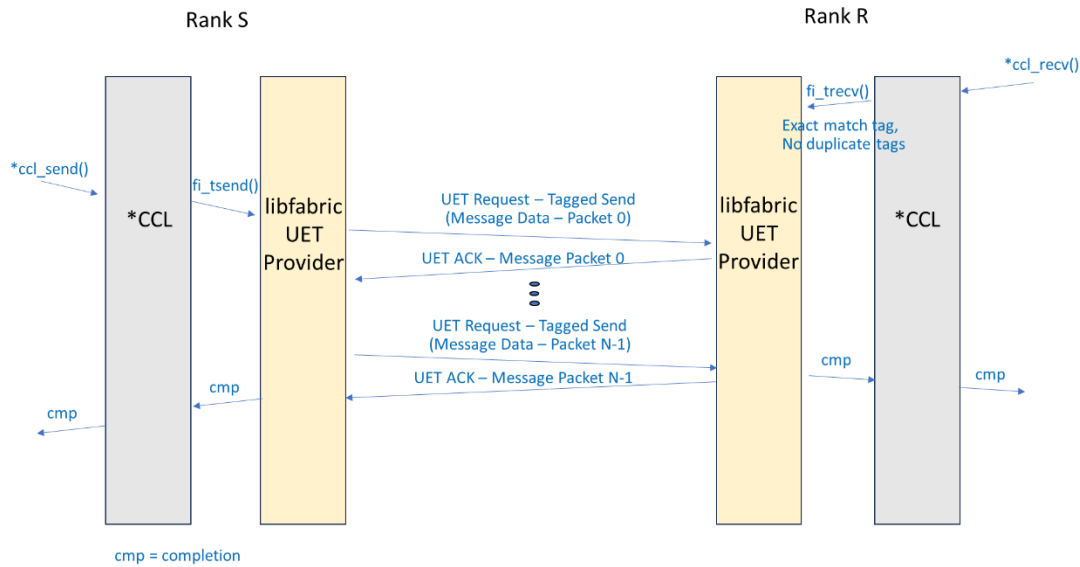 Rank S
Rank R
*ccl_recv()
fi_trecv()
Exact match tag,
No duplicate tags
*ccl_send()
fi_tsend()
*CCL
libfabric
UET
Provider
UET Request – Tagged Send
(Message Data – Packet 0)
UET ACK – Message Packet 0
libfabric
UET
Provider
*CCL
UET Request – Tagged Send
(Message Data – Packet N-1)
UET ACK – Message Packet N-1
cmp
cmp
cmp
cmp
cmp = completion